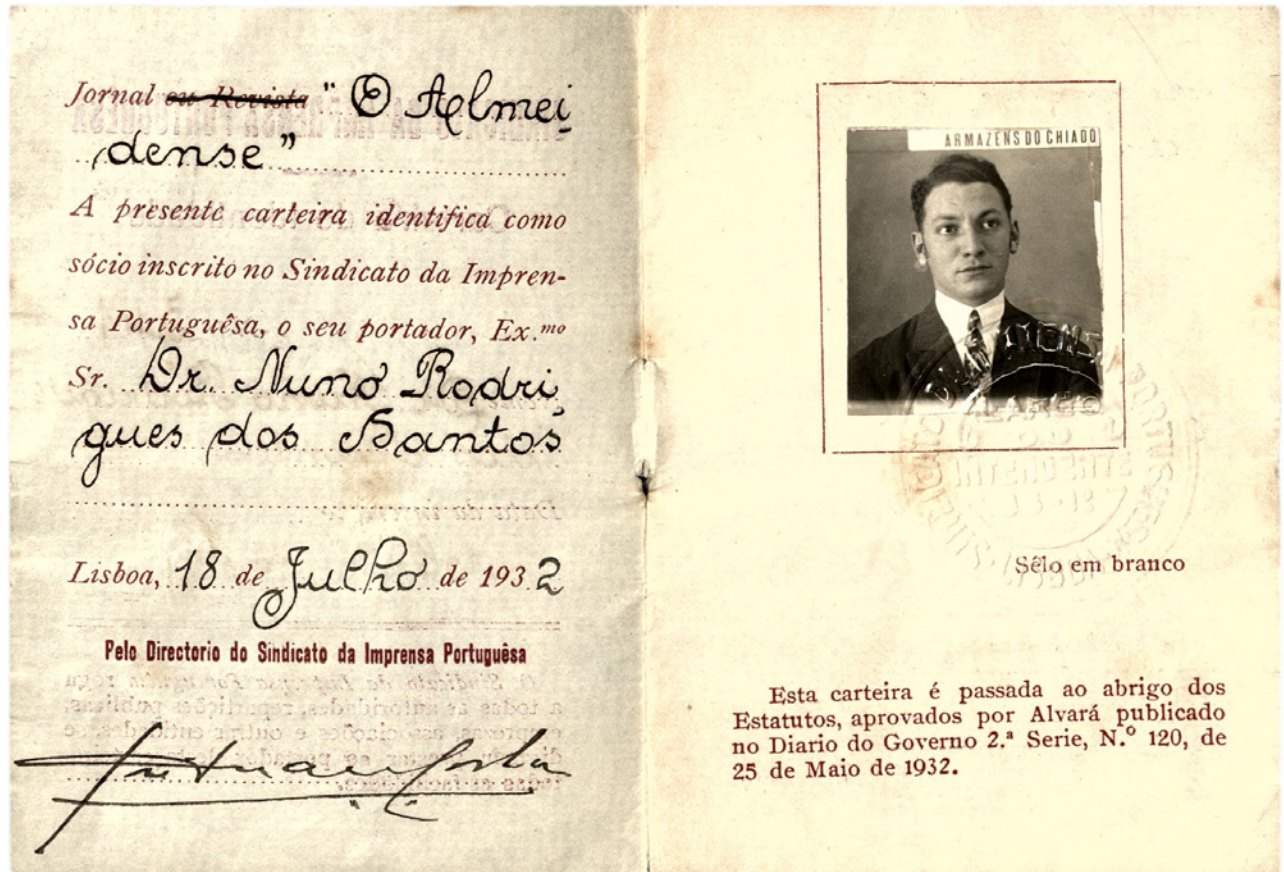 Jornal ou Revista "O Almei-
dense"
A presente carteira identifica como
sócio inscrito no Sindicato da Impren-
sa Portuguêsa, o seu portador, Ex.mo
Sr. Dr. Nuno Rodri-
gues dos Santos
Lisboa, 18 de Julho de 1932
Pelo Directorio do Sindicato da Imprensa Portuguêsa
ARMAZENS DO CHIADO
Sêlo em branco
Esta carteira é passada ao abrigo dos
Estatutos, aprovados por Alvará publicado
no Diario do Governo 2.ª Serie, N.º 120, de
25 de Maio de 1932.